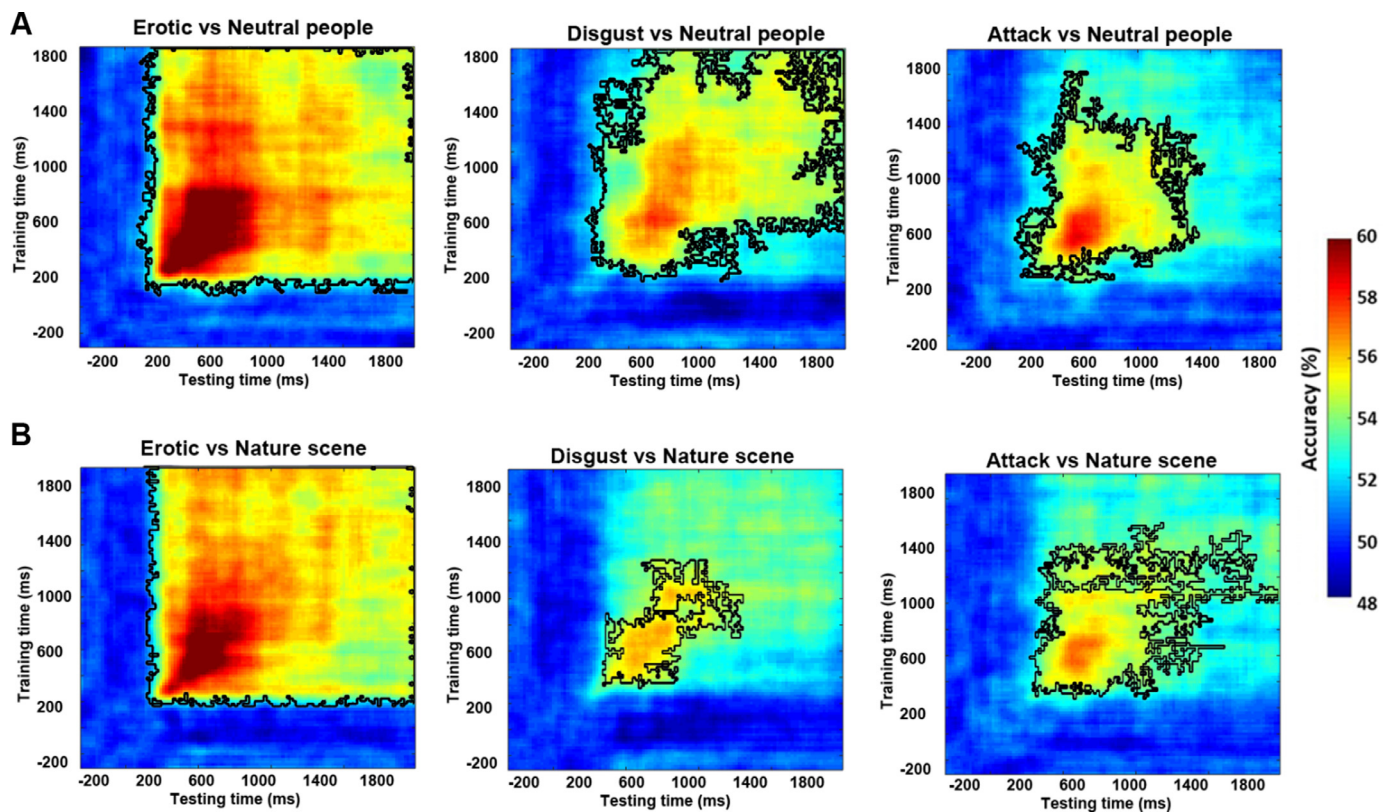 A
Erotic vs Neutral people
Disgust vs Neutral people
Attack vs Neutral people
Training time (ms)
1800
1400
1000
600
200
-200
-200 200 600 1000 1400 1800
Testing time (ms)
Training time (ms)
1800
1400
1000
600
200
-200
-200 200 600 1000 1400 1800
Testing time (ms)
Training time (ms)
1800
1400
1000
600
200
-200
-200 200 600 1000 1400 1800
Testing time (ms)
Accuracy (%)
60
58
56
54
52
50
48
B
Erotic vs Nature scene
Disgust vs Nature scene
Attack vs Nature scene
Training time (ms)
1800
1400
1000
600
200
-200
-200 200 600 1000 1400 1800
Testing time (ms)
Training time (ms)
1800
1400
1000
600
200
-200
-200 200 600 1000 1400 1800
Testing time (ms)
Training time (ms)
1800
1400
1000
600
200
-200
-200 200 600 1000 1400 1800
Testing time (ms)